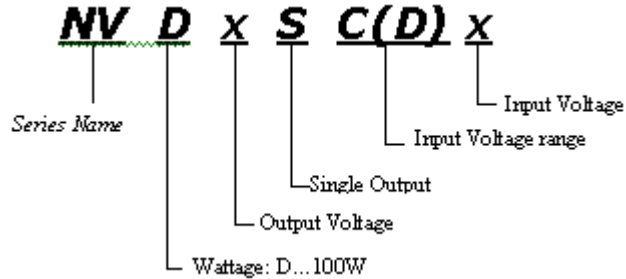 NV D x S C(D) x
Input Voltage
Series Name
Input Voltage range
Single Output
Output Voltage
Wattage: D...100W